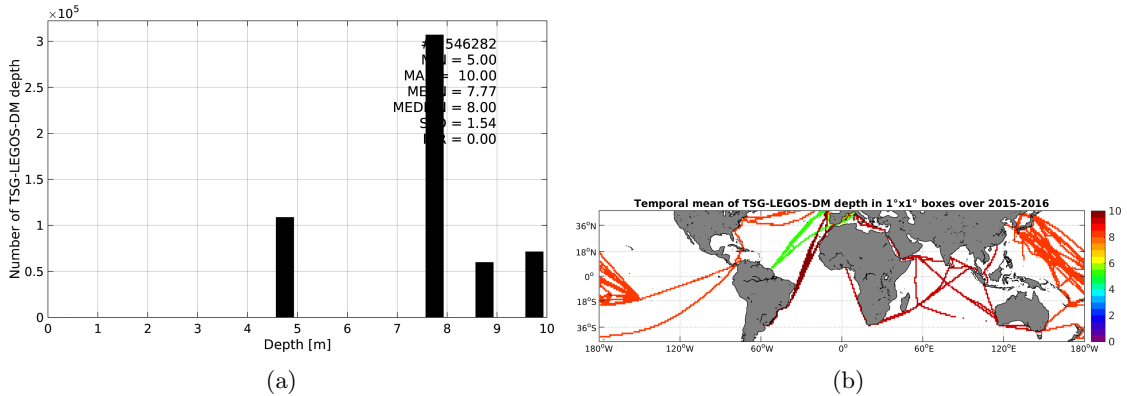 ×10⁵
3
2.5
2
1.5
1
0.5
0
Number of TSG-LEGOS-DM depth
546282
= 5.00
= 10.00
= 7.77
= 8.00
= 1.54
= 0.00
0 1 2 3 4 5 6 7 8 9 10
Depth [m]
(a)
Temporal mean of TSG-LEGOS-DM depth in 1°x1° boxes over 2015-2016
36°N
18°N
0°
18°S
36°S
180°W 120°W 60°W 0° 60°E 120°E 180°W
10
8
6
4
2
0
(b)